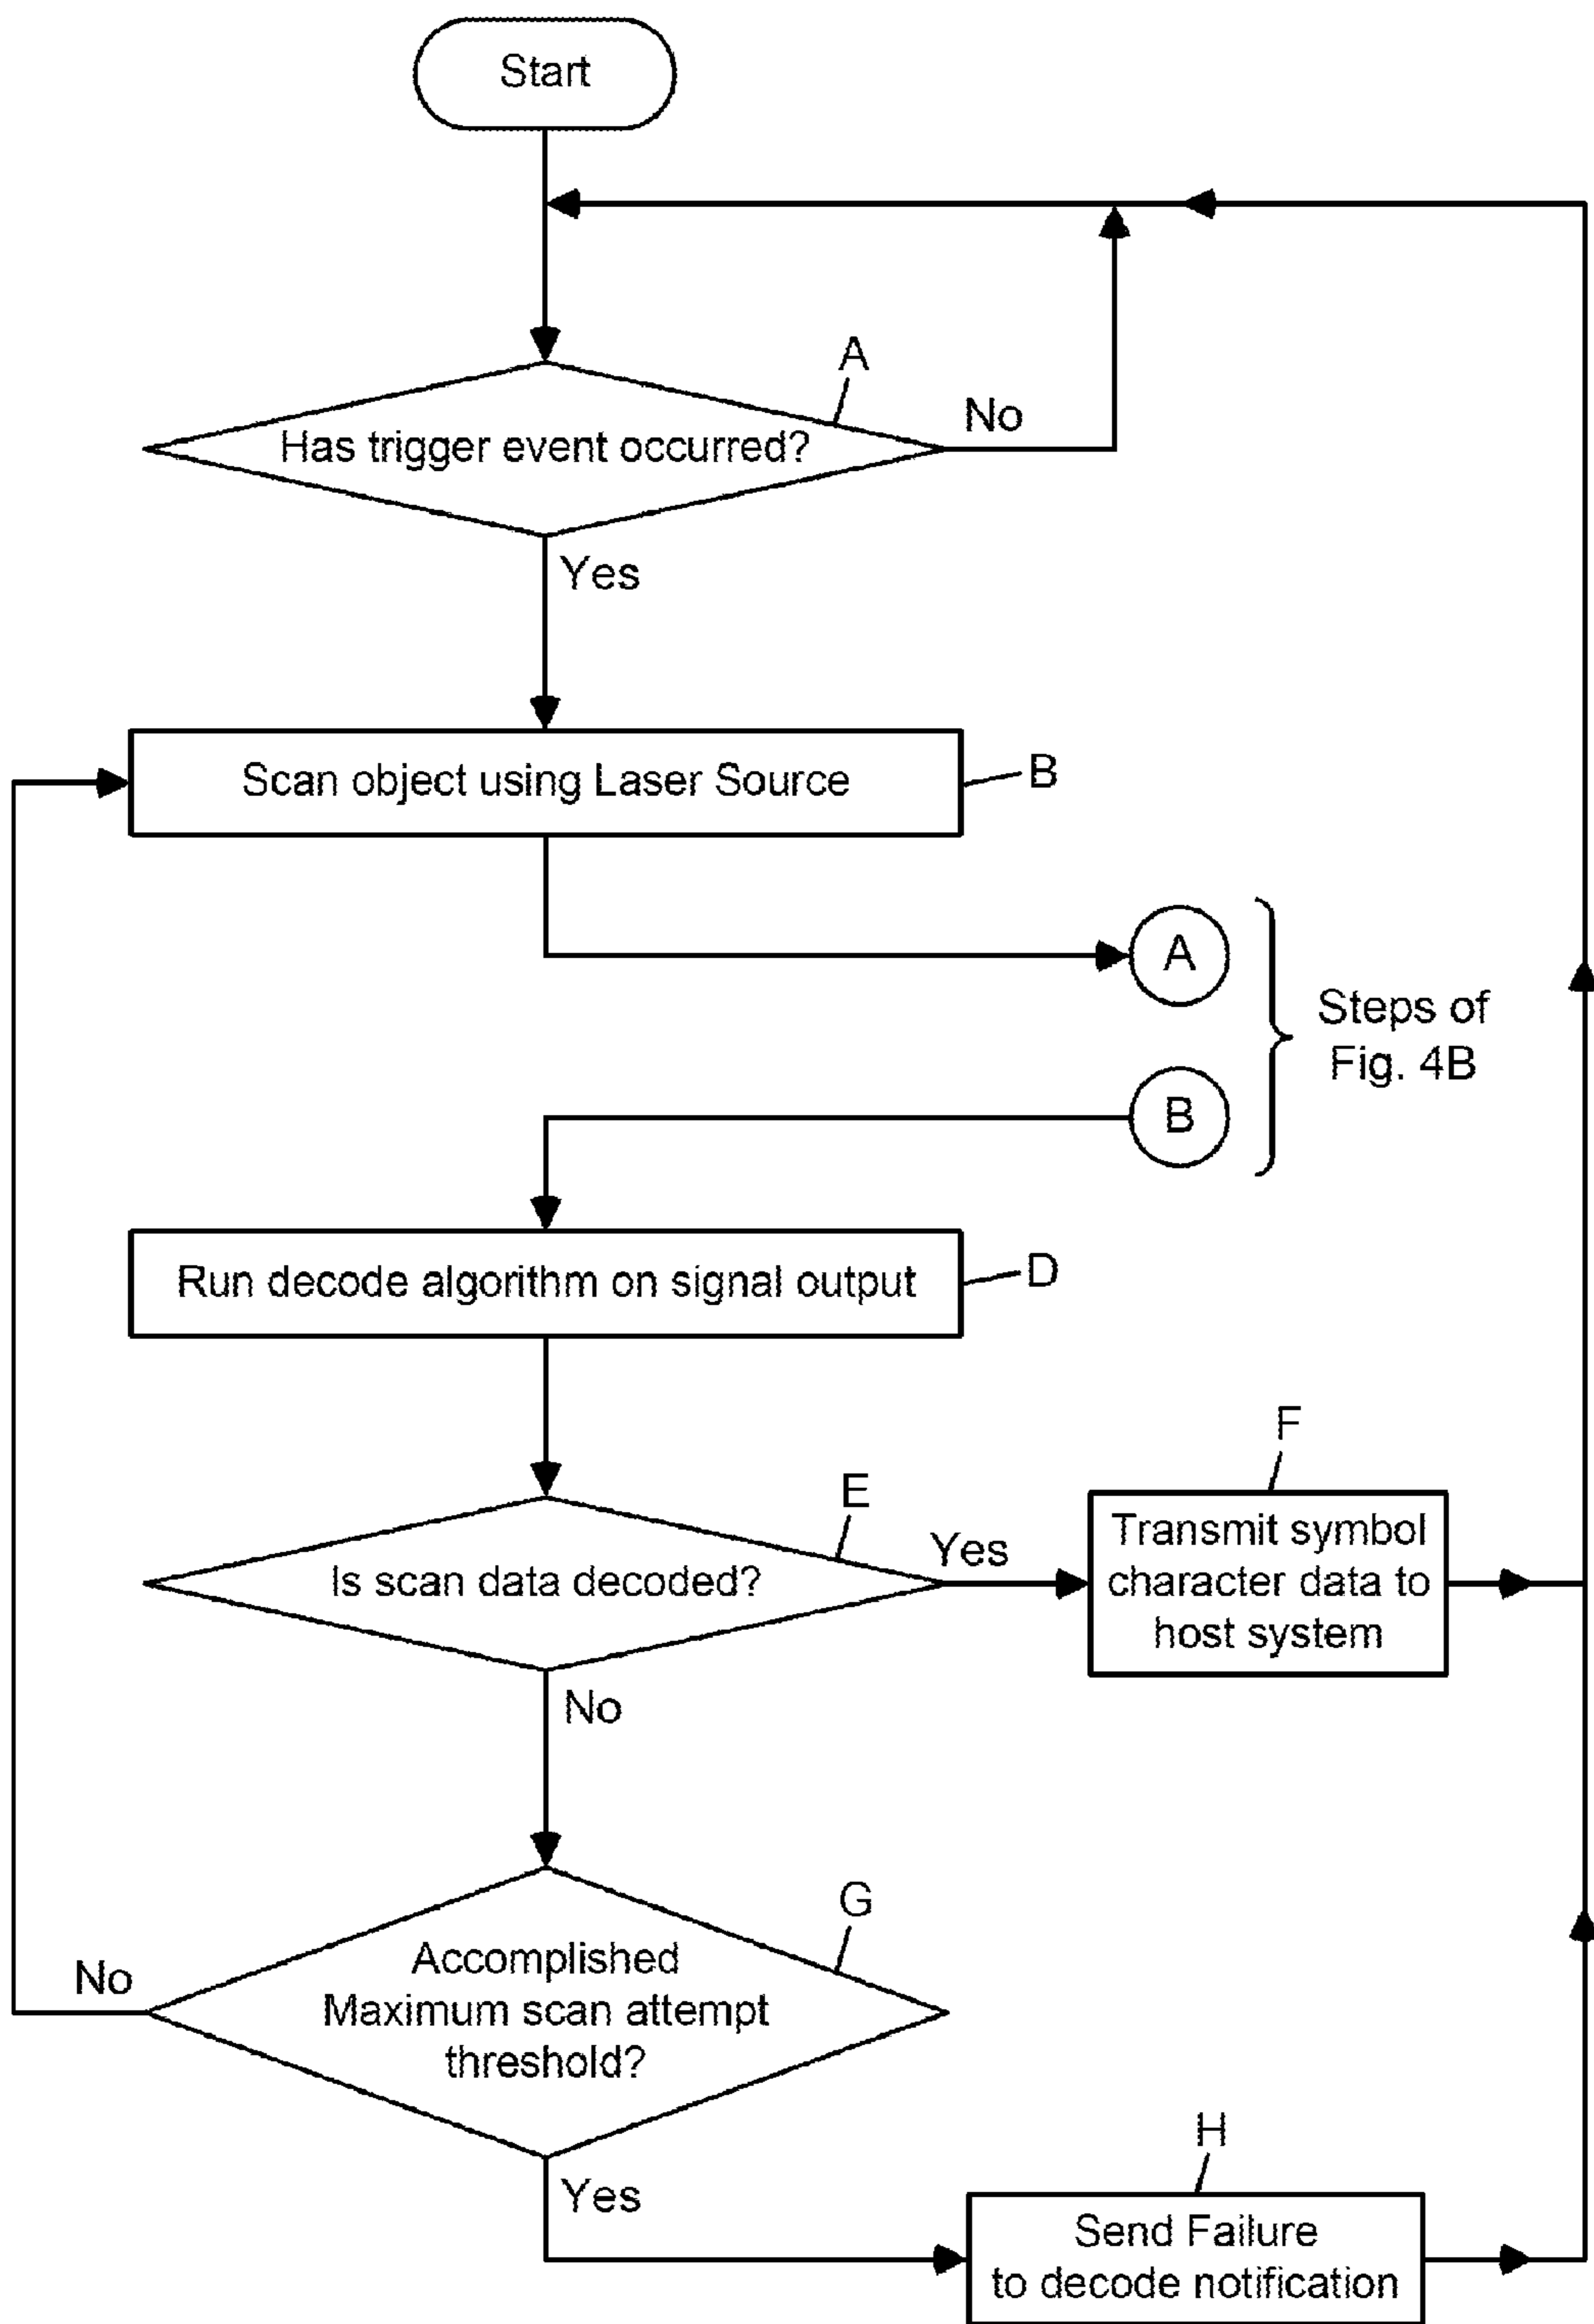 Start
A
Has trigger event occurred?
No
Yes
Scan object using Laser Source
B
A
Steps of
Fig. 4B
B
Run decode algorithm on signal output
D
E
Is scan data decoded?
Yes
F
Transmit symbol
character data to
host system
No
G
Accomplished
Maximum scan attempt
threshold?
No
Yes
H
Send Failure
to decode notification